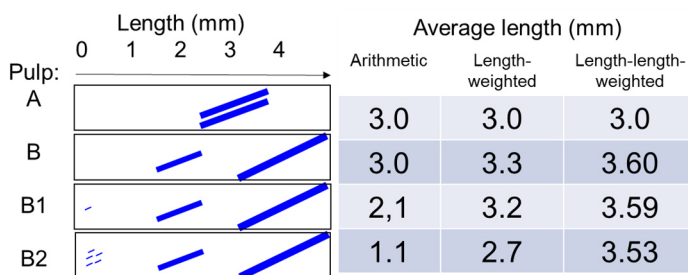 Length (mm)
0 1 2 3 4
Pulp:
A
B
B1
B2
Average length (mm)
Arithmetic Length-weighted Length-length-weighted
3.0 3.0 3.0
3.0 3.3 3.60
2,1 3.2 3.59
1.1 2.7 3.53